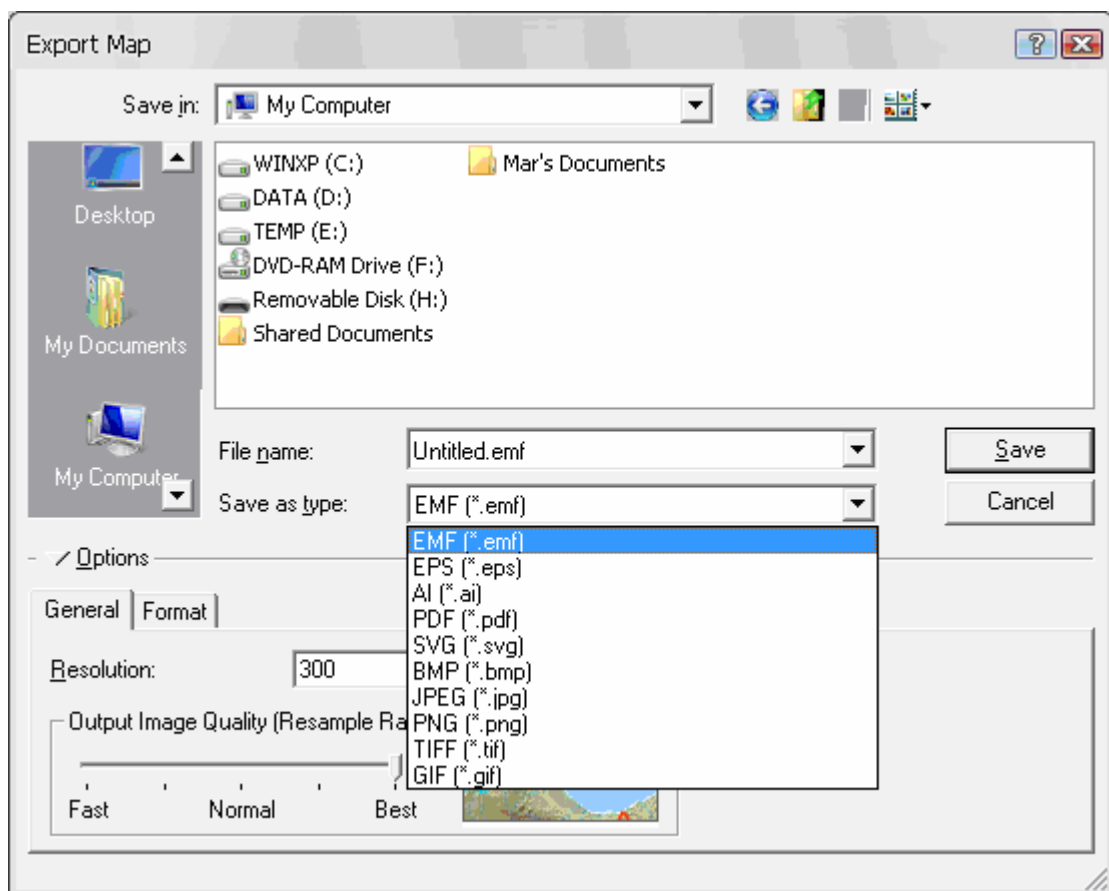 Export Map
Save in: My Computer
Desktop
My Documents
My Computer
WINXP (C:)
DATA (D:)
TEMP (E:)
DVD-RAM Drive (F:)
Removable Disk (H:)
Shared Documents
Mar's Documents
File name: Untitled.emf
Save
Save as type: EMF (*.emf)
Cancel
EMF (*.emf)
EPS (*.eps)
AI (*.ai)
PDF (*.pdf)
SVG (*.svg)
BMP (*.bmp)
JPEG (*.jpg)
PNG (*.png)
TIFF (*.tif)
GIF (*.gif)
Options
General Format
Resolution: 300
Output Image Quality (Resample Ra
Fast Normal Best